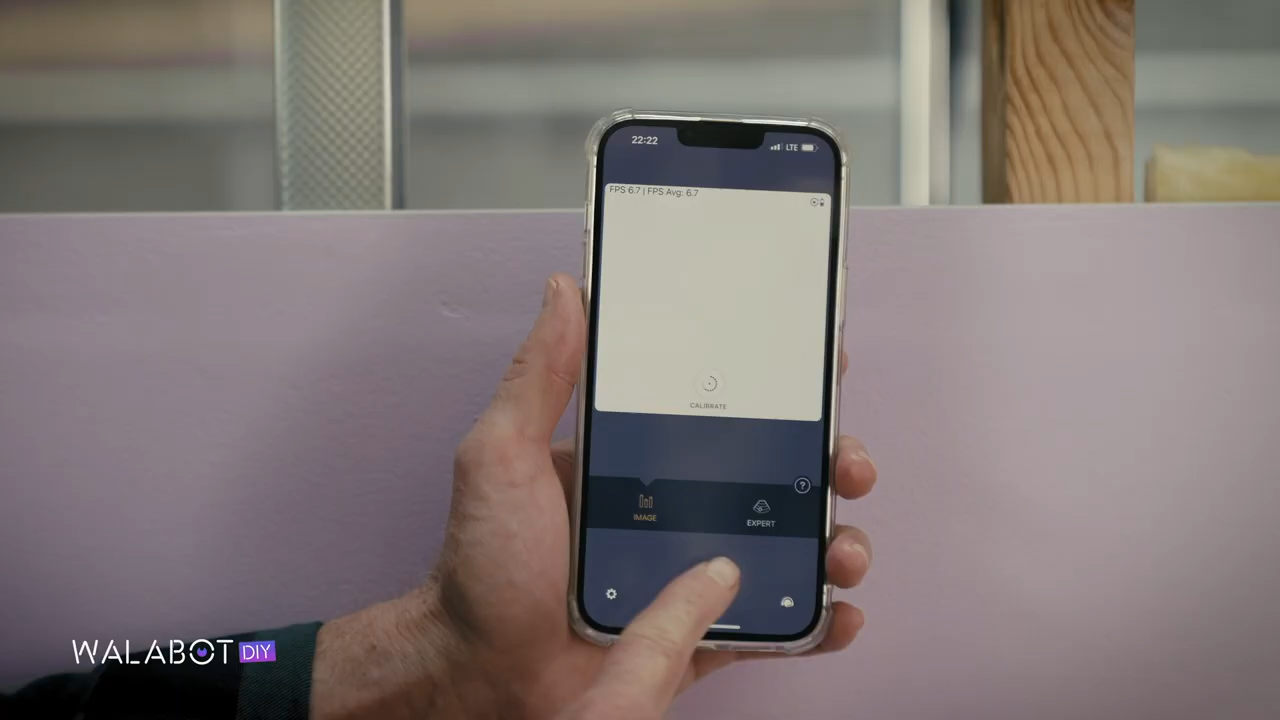 22:22
LTE
FPS 6.7 | FPS Avg: 6.7
CALIBRATE
?
IMAGE
EXPERT
WALABOT DIY